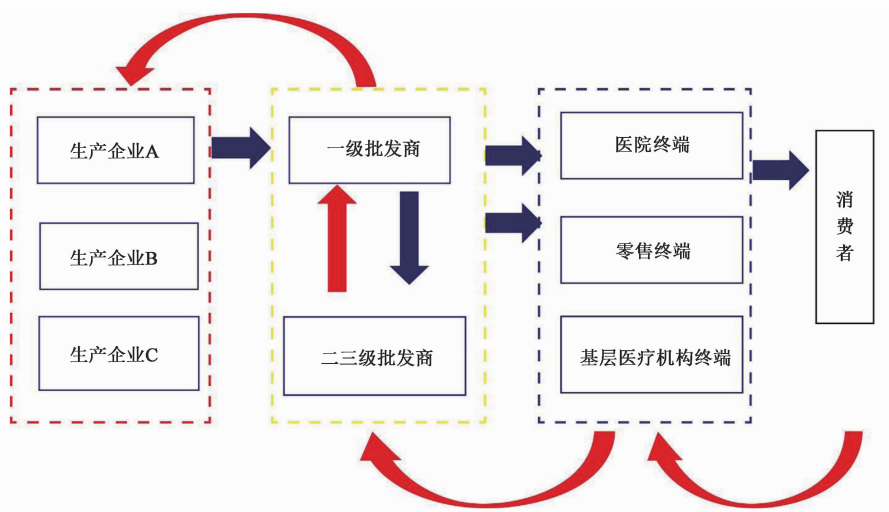 生产企业A
生产企业B
生产企业C
一级批发商
二三级批发商
医院终端
零售终端
基层医疗机构终端
消费者